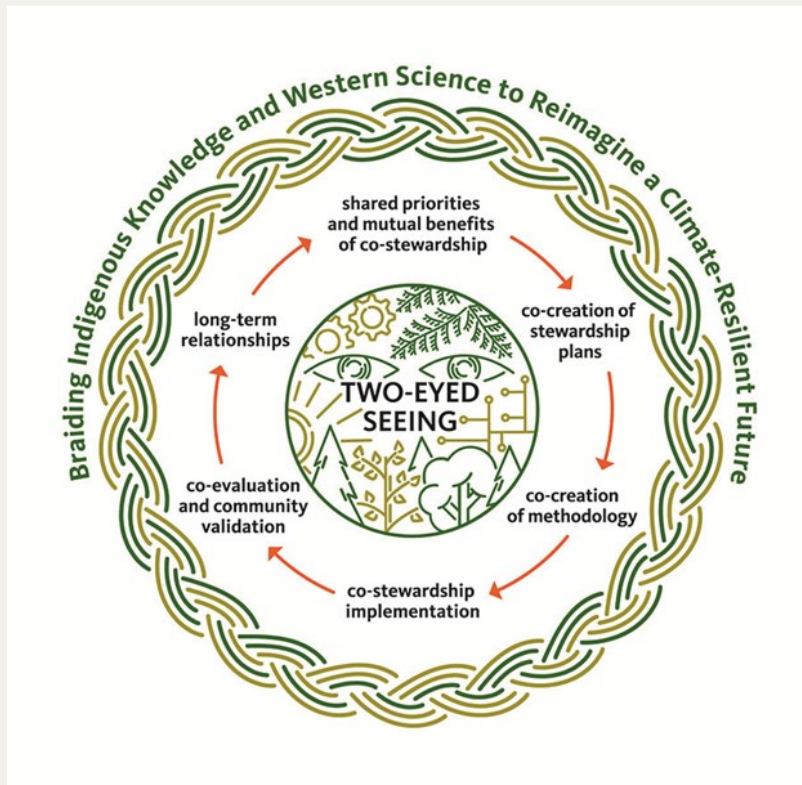 Braiding Indigenous Knowledge and Western Science to Reimagine a Climate-Resilient Future
shared priorities
and mutual benefits
of co-stewardship
co-creation of
stewardship
plans
co-creation
of methodology
co-stewardship
implementation
co-evaluation
and community
validation
long-term
relationships
TWO-EYED
SEEING